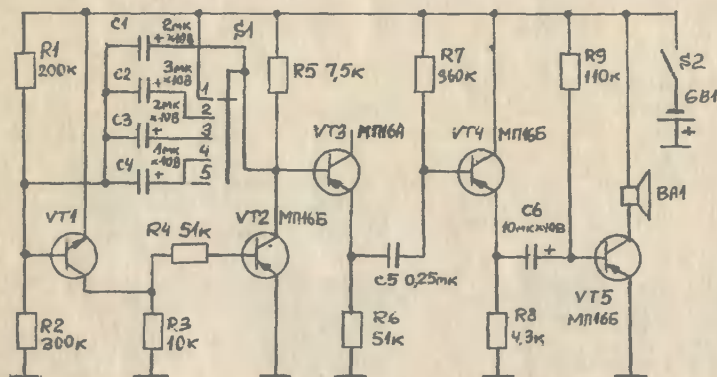 C1
2мк
×10В
S1
R1
200к
C2
3мк
×10В
C3
2мк
×10В
C4
1мк
×10В
1
2
3
4
5
R5 7,5к
R7
360к
R9
110к
S2
GB1
VT3 МП16А
VT4 МП16Б
VT1
R4 51к
VT2 МП16Б
C6
10мк×10В
BA1
C5 0,25мк
VT5
МП16Б
R2
300к
R3
10к
R6
51к
R8
4,3к